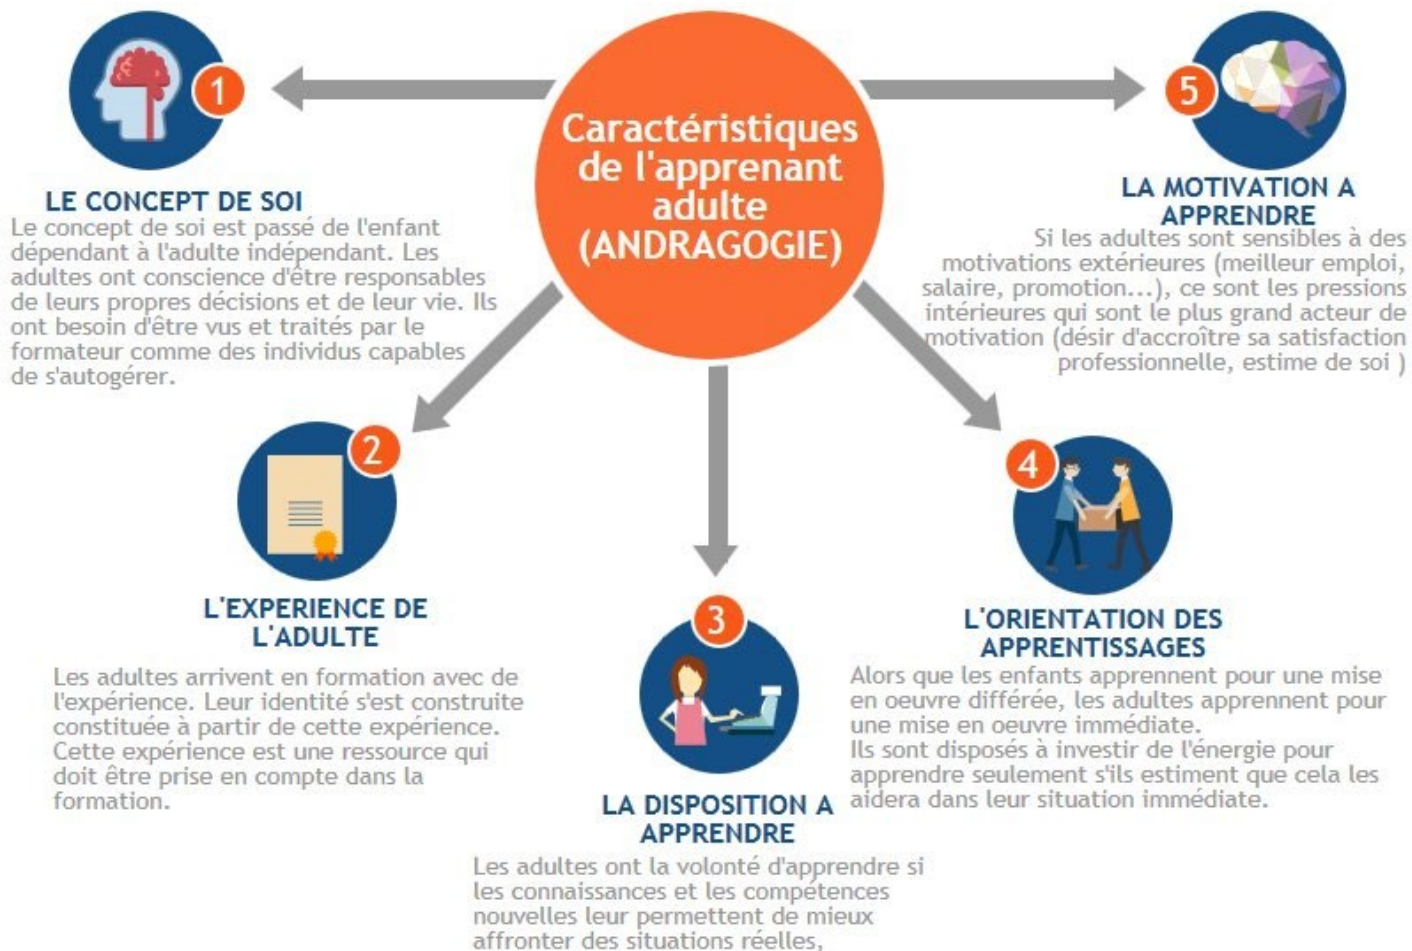 Caractéristiques
de l'apprenant
adulte
(ANDRAGOGIE)
1
LE CONCEPT DE SOI
Le concept de soi est passé de l'enfant
dépendant à l'adulte indépendant. Les
adultes ont conscience d'être responsables
de leurs propres décisions et de leur vie. Ils
ont besoin d'être vus et traités par le
formateur comme des individus capables
de s'autogérer.
2
L'EXPERIENCE DE
L'ADULTE
Les adultes arrivent en formation avec de
l'expérience. Leur identité s'est construite
constituée à partir de cette expérience.
Cette expérience est une ressource qui
doit être prise en compte dans la
formation.
3
LA DISPOSITION A
APPRENDRE
Les adultes ont la volonté d'apprendre si
les connaissances et les compétences
nouvelles leur permettent de mieux
affronter des situations réelles,
4
L'ORIENTATION DES
APPRENTISSAGES
Alors que les enfants apprennent pour une mise
en oeuvre différée, les adultes apprennent pour
une mise en oeuvre immédiate.
Ils sont disposés à investir de l'énergie pour
apprendre seulement s'ils estiment que cela les
aidera dans leur situation immédiate.
5
LA MOTIVATION A
APPRENDRE
Si les adultes sont sensibles à des
motivations extérieures (meilleur emploi,
salaire, promotion...), ce sont les pressions
intérieures qui sont le plus grand acteur de
motivation (désir d'accroître sa satisfaction
professionnelle, estime de soi )